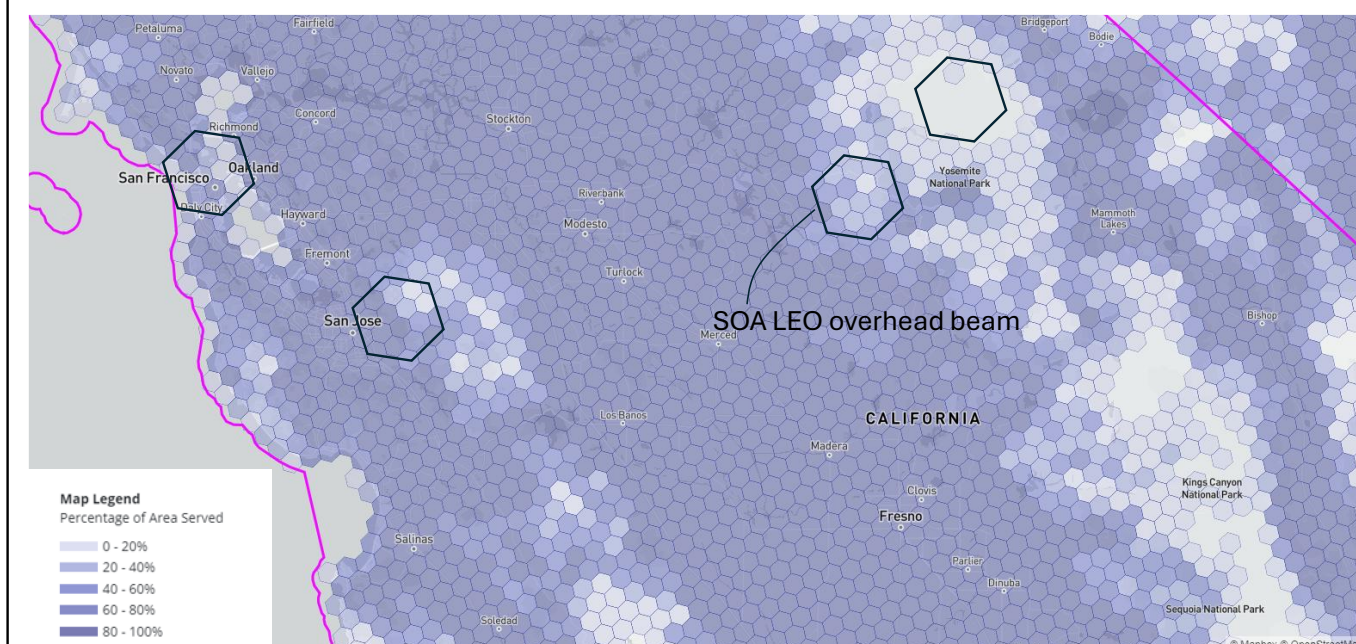 Petaluma
Fairfield
Bridgeport
Bodie
Novato
Vallejo
Concord
Stockton
Richmond
San Francisco
Oakland
Daly City
Hayward
Riverbank
Modesto
Yosemite
National Park
Mammoth
Lakes
Fremont
Turlock
San Jose
SOA LEO overhead beam
Merced
Bishop
Los Banos
CALIFORNIA
Madera
Clovis
Fresno
Kings Canyon
National Park
Salinas
Parlier
Dinuba
Soledad
Sequoia National Park
Map Legend
Percentage of Area Served
0 - 20%
20 - 40%
40 - 60%
60 - 80%
80 - 100%
© Mapbox © OpenStreetMa